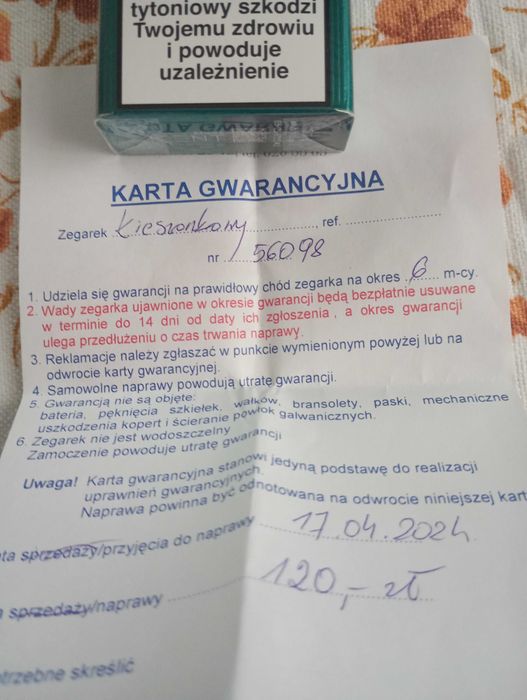 tytoniowy szkodzi
Twojemu zdrowiu
i powoduje
uzależnienie
KARTA GWARANCYJNA
Zegarek kieszonkowy, ref.
nr 56098
1. Udziela się gwarancji na prawidłowy chód zegarka na okres 6 m-cy.
2. Wady zegarka ujawnione w okresie gwarancji będą bezpłatnie usuwane
w terminie do 14 dni od daty ich zgłoszenia , a okres gwarancji
ulega przedłużeniu o czas trwania naprawy.
3. Reklamacje należy zgłaszać w punkcie wymienionym powyżej lub na
odwrocie karty gwarancyjnej.
4. Samowolne naprawy powodują utratę gwarancji.
5. Gwarancją nie są objęte:
bateria, pęknięcia szkiełek, wałków, bransolety, paski, mechaniczne
uszkodzenia kopert i ścieranie powłok galwanicznych.
6. Zegarek nie jest wodoszczelny
Zamoczenie powoduje utratę gwarancji
Uwaga! Karta gwarancyjna stanowi jedyną podstawę do realizacji
uprawnień gwarancyjnych.
Naprawa powinna być odnotowana na odwrocie niniejszej kart
ta sprzedaży/przyjęcia do naprawy 17.04.2024
sprzedaży/naprawy 120,- zł
trzebne skreślić